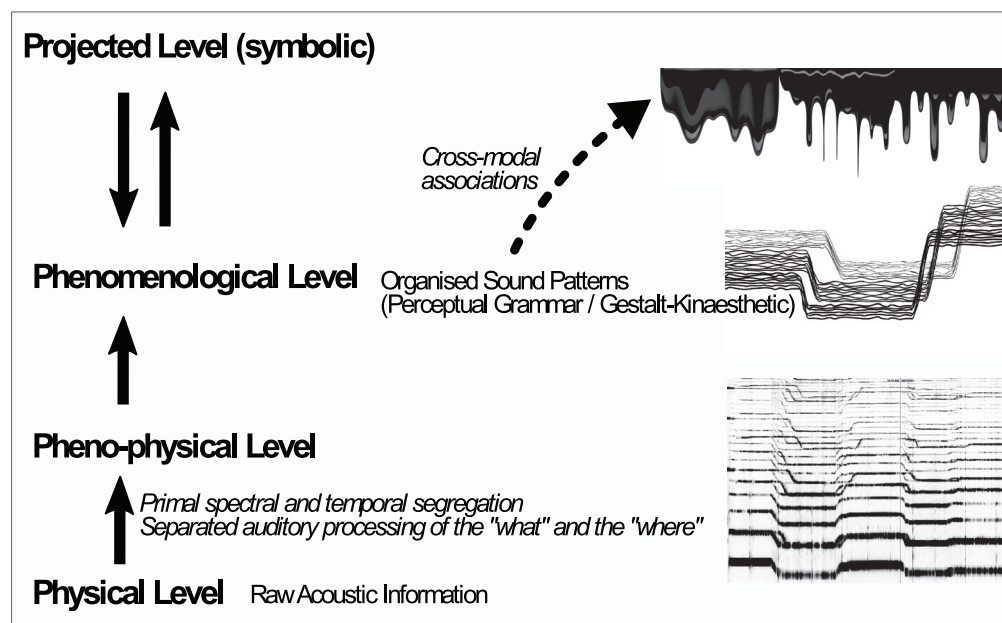 Projected Level (symbolic)
Cross-modal
associations
Phenomenological Level
Organised Sound Patterns
(Perceptual Grammar / Gestalt-Kinaesthetic)
Pheno-physical Level
Primal spectral and temporal segregation
Separated auditory processing of the "what" and the "where"
Physical Level
Raw Acoustic Information